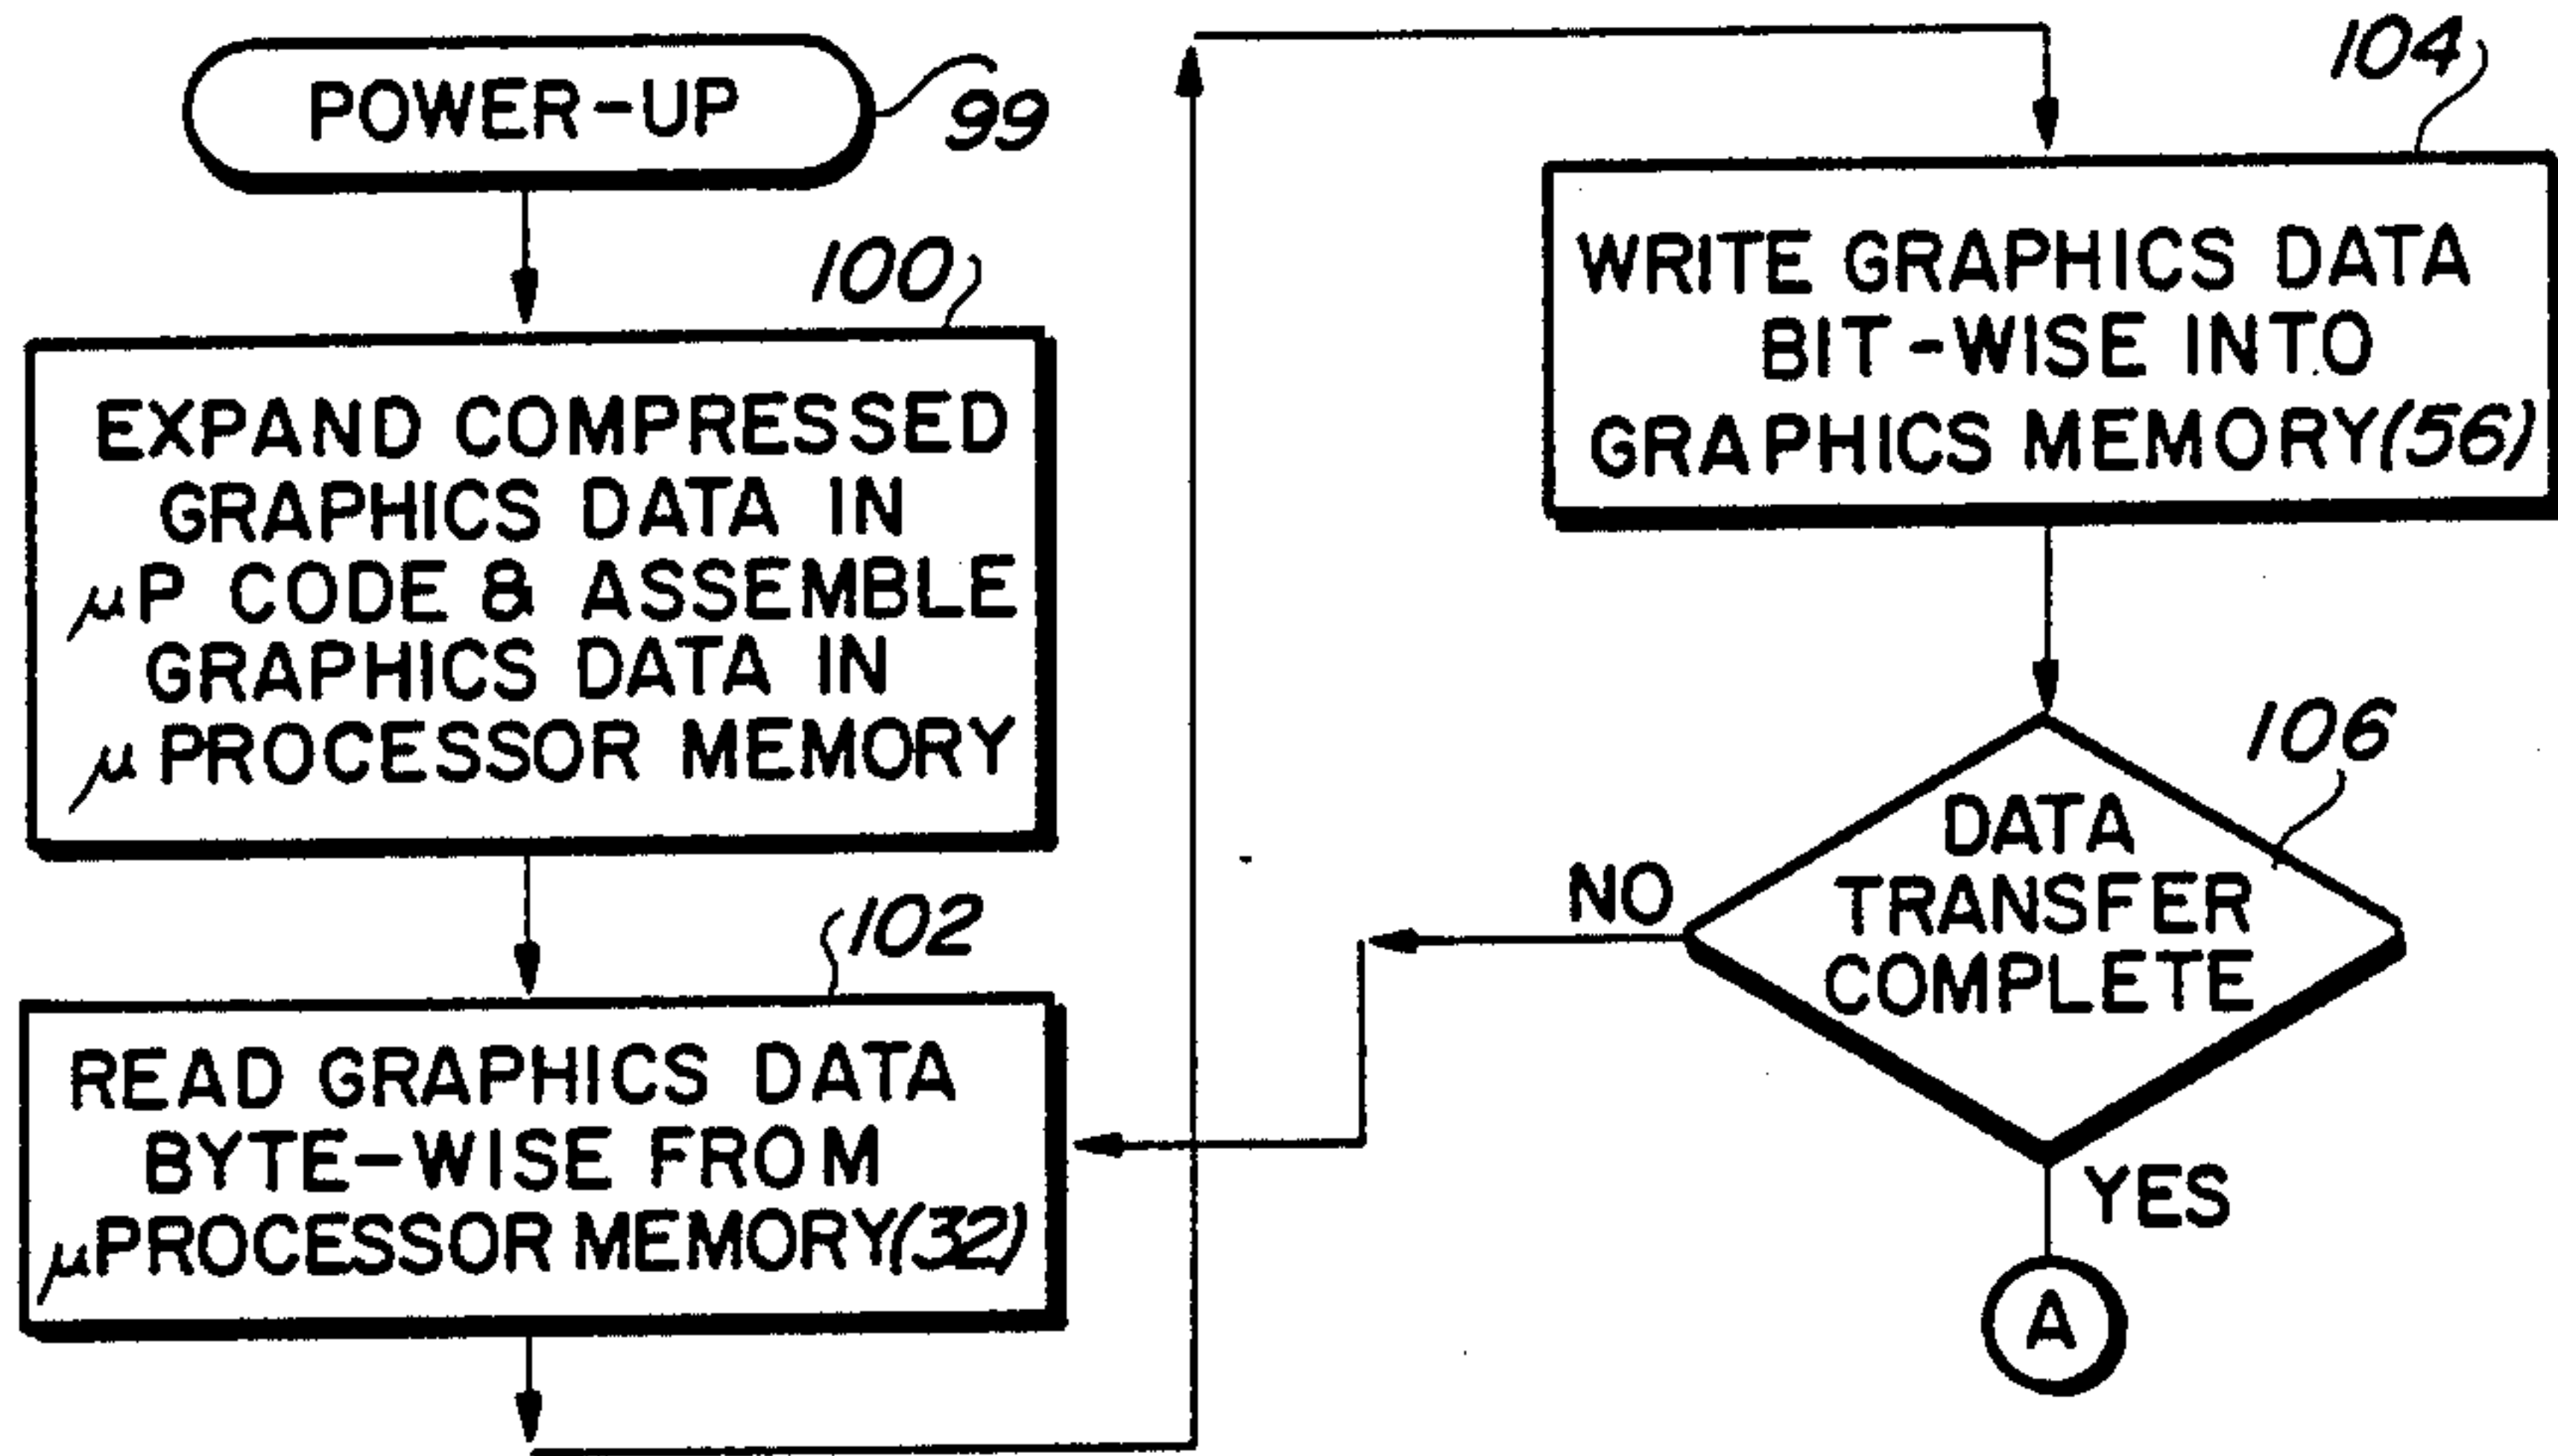 POWER-UP
99
100
EXPAND COMPRESSED
GRAPHICS DATA IN
μP CODE & ASSEMBLE
GRAPHICS DATA IN
μ PROCESSOR MEMORY
102
READ GRAPHICS DATA
BYTE-WISE FROM
μPROCESSOR MEMORY(32)
104
WRITE GRAPHICS DATA
BIT-WISE INTO
GRAPHICS MEMORY(56)
106
DATA
TRANSFER
COMPLETE
NO
YES
A